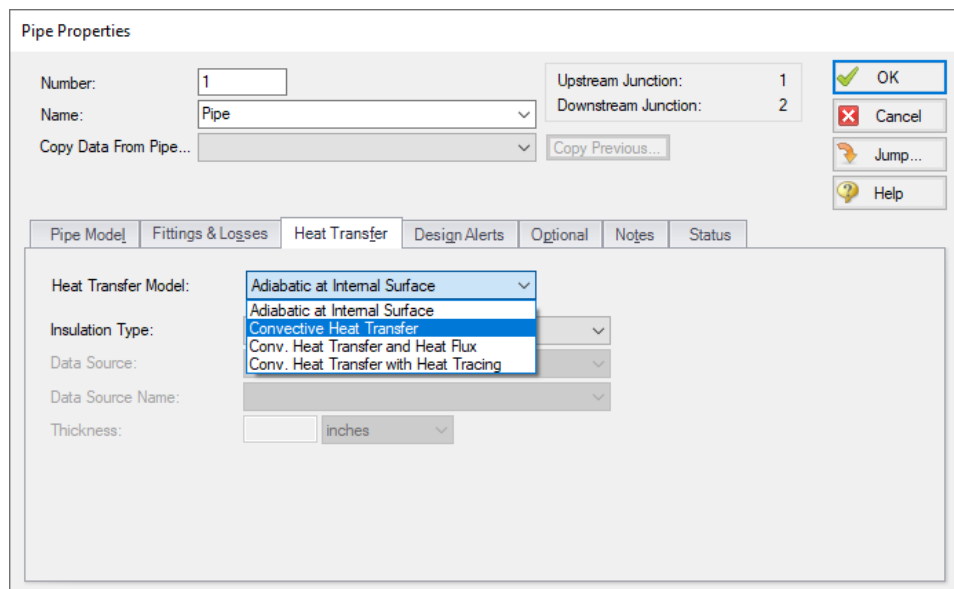 Pipe Properties
Number: 1
Name: Pipe
Copy Data From Pipe...
Copy Previous...
Upstream Junction: 1
Downstream Junction: 2
OK
Cancel
Jump...
Help
Pipe Model Fittings & Losses Heat Transfer Design Alerts Optional Notes Status
Heat Transfer Model: Adiabatic at Internal Surface
Adiabatic at Internal Surface
Convective Heat Transfer
Conv. Heat Transfer and Heat Flux
Conv. Heat Transfer with Heat Tracing
Insulation Type:
Data Source:
Data Source Name:
Thickness: inches